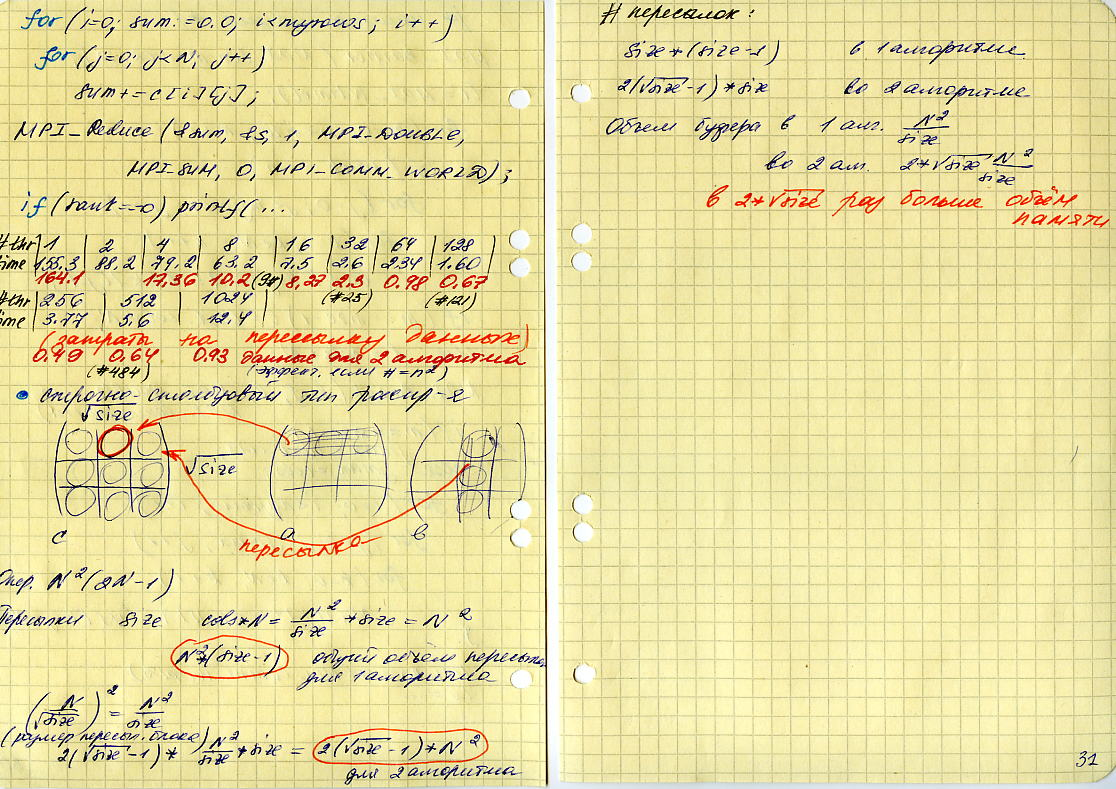 for (i=0, sum=0.0; i<nyrows; i++)
for (j=0; j<N; j++)
sum+=c[i][j];
MPI_Reduce (&sum, &s, 1, MPI_DOUBLE,
MPI_SUM, 0, MPI_COMM_WORLD);
if (rank==0) printf(...
#thr | 1 | 2 | 4 | 8 | 16 | 32 | 64 | 128
time | 155.3 | 88.2 | 79.2 | 63.2 | 7.5 | 2.6 | 2.34 | 1.60
164.1 17,36 10,2 (9#) 8,27 2.3 0.98 0.67
#thr | 256 | 512 | 1024 (#25) (#121)
time | 3.77 | 5.6 | 12,4
(затраты на пересылку данных)
0.49 0.64 0.93 данные для 2 алгоритма
(#484) (эффект. если #=n²)
• строчно-столбцовый тип распр-я
√size
√size
c a b
пересылка
Опер. N²(2N-1)
Пересылки size cols*N = N²/size *size = N²
N²*(size-1) общий объём пересылок
для 1 алгоритма
(N/√size)² = N²/size
(размер пересыл. блока)
2(√size-1) * N²/size *size = 2(√size-1)*N²
для 2 алгоритма
# пересылок:
size*(size-1) в 1 алгоритме
2(√size-1)*size во 2 алгоритме
Объем буфера в 1 алг. N²/size
во 2 ал. 2*√size N²/size
в 2*√size раз больше объём
памяти
31